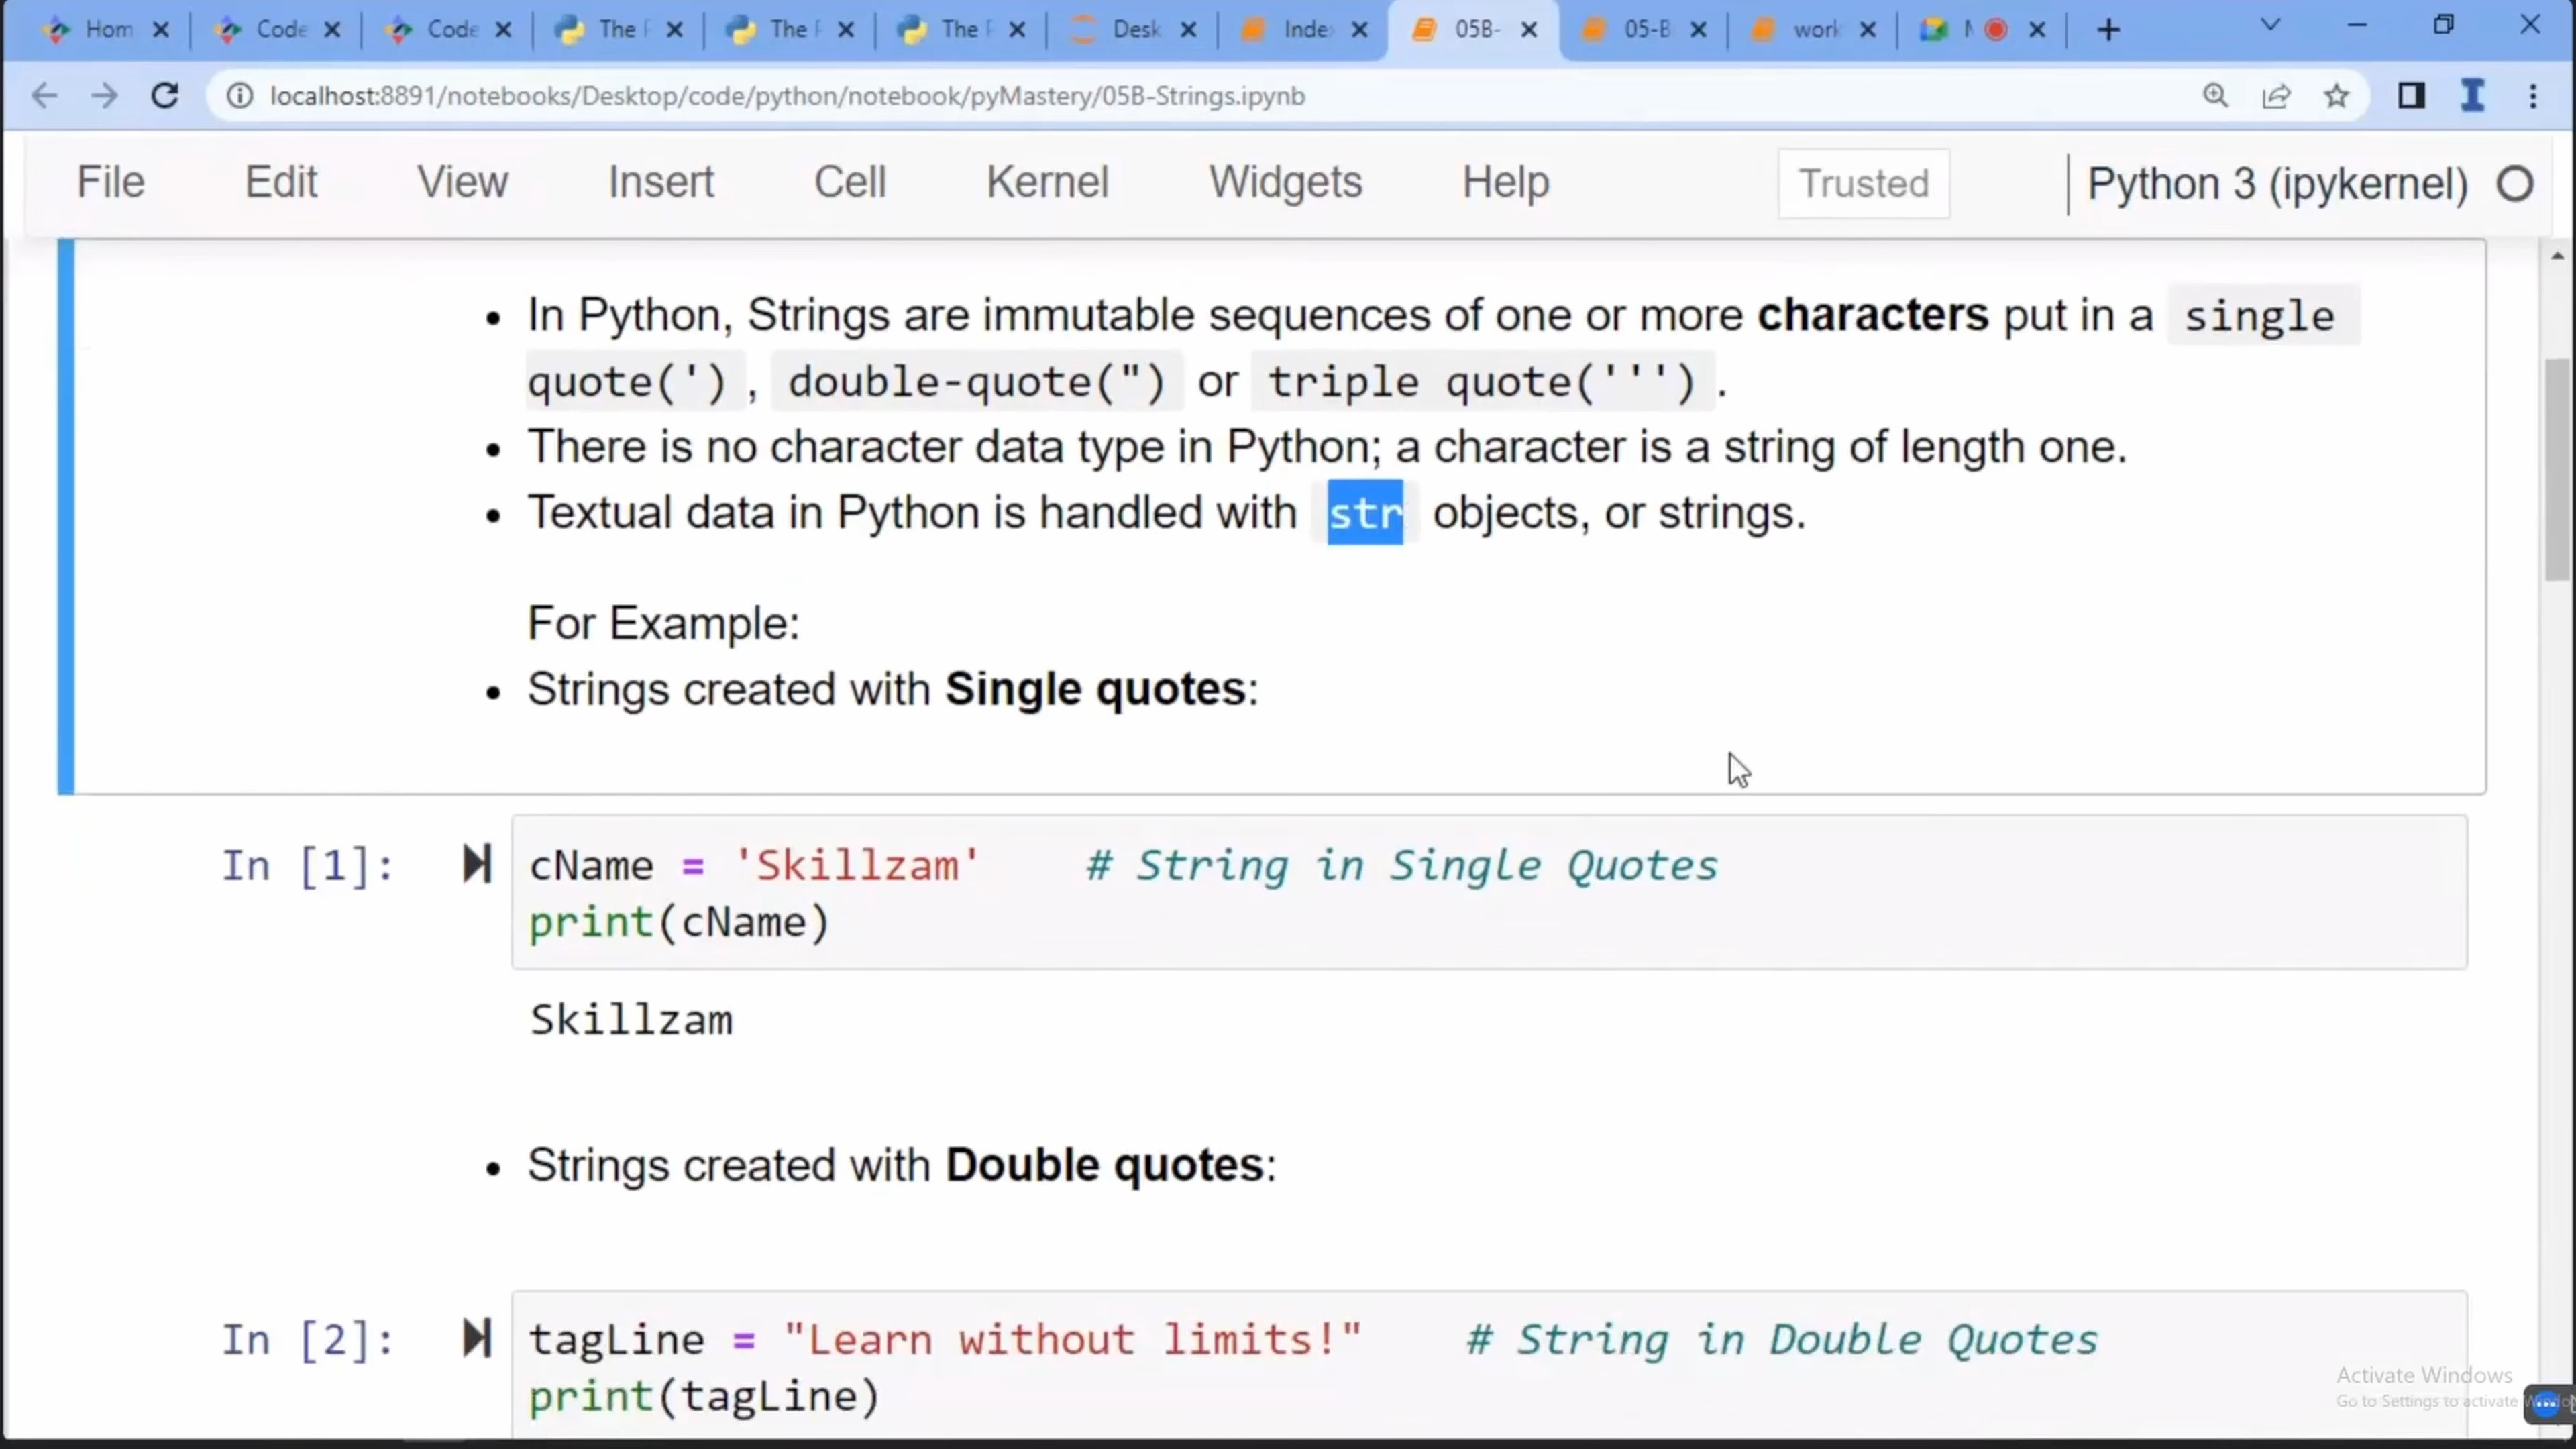 Hom Code Code The The The Desk Inde 05B- 05-B work
localhost:8891/notebooks/Desktop/code/python/notebook/pyMastery/05B-Strings.ipynb
File Edit View Insert Cell Kernel Widgets Help Trusted Python 3 (ipykernel)
• In Python, Strings are immutable sequences of one or more characters put in a single
quote('), double-quote(") or triple quote(''').
• There is no character data type in Python; a character is a string of length one.
• Textual data in Python is handled with str objects, or strings.
For Example:
• Strings created with Single quotes:
In [1]: cName = 'Skillzam' # String in Single Quotes
print(cName)
Skillzam
• Strings created with Double quotes:
In [2]: tagLine = "Learn without limits!" # String in Double Quotes
print(tagLine)
Activate Windows
Go to Settings to activate